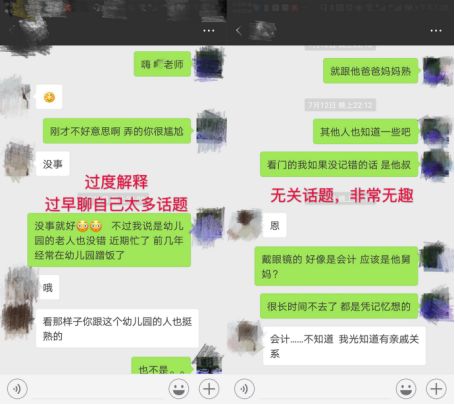 嗨
老师
刚才不好意思啊 弄的你很尴尬
没事
过度解释
过早聊自己太多话题
没事就好 不过我说是幼儿
园的老人也没错 近期忙了 前几年
经常在幼儿园蹭饭了
哦
看那样子你跟这个幼儿园的人也挺
熟的
也不是。。
就跟他爸爸妈妈熟
7月12日 晚上22:12
其他人也知道一些吧
看门的我如果没记错的话 是他叔
无关话题，非常无趣
恩
戴眼镜的 好像是会计 应该是他舅
妈？
很长时间不去了 都是凭记忆想的
会计......不知道 我光知道有亲戚关
系